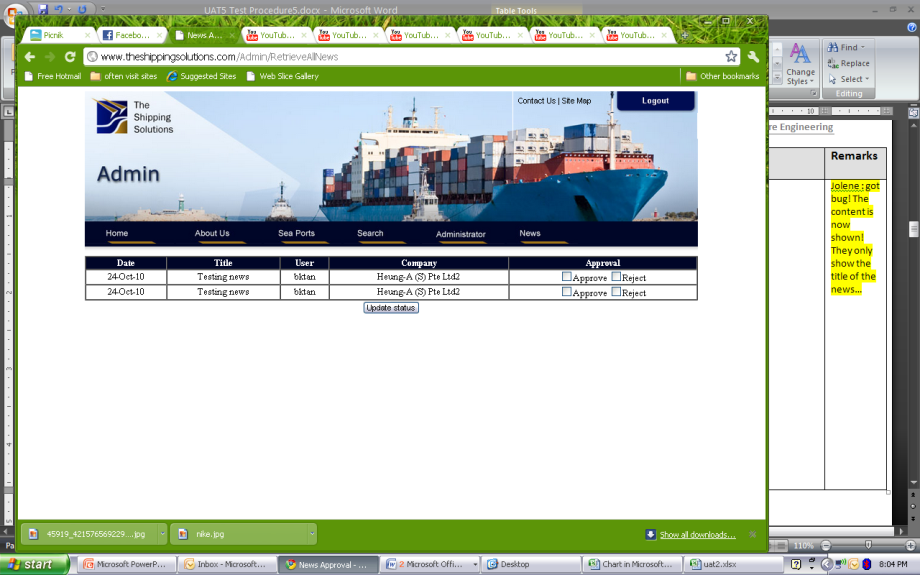 UAT5 Test Procedure5.docx - Microsoft Word
Table Tools
Picnik
Facebo...
News A...
YouTub...
YouTub...
YouTub...
YouTub...
YouTub...
YouTub...
www.theshippingsolutions.com/Admin/RetrieveAllNews
Free Hotmail
often visit sites
Suggested Sites
Web Slice Gallery
Other bookmarks
Find
Replace
Select
Change
Styles
Editing
The
Shipping
Solutions
Contact Us | Site Map
Logout
Admin
Home
About Us
Sea Ports
Search
Administrator
News
Date Title User Company Approval
24-Oct-10 Testing news bktan Heung-A (S) Pte Ltd2 Approve Reject
24-Oct-10 Testing news bktan Heung-A (S) Pte Ltd2 Approve Reject
Update status
re Engineering
Remarks
Jolene : got
bug! The
content is
now
shown!
They only
show the
title of the
news...
45919_421576569229....jpg
nike.jpg
Show all downloads...
Pa
110%
start
Microsoft PowerP...
Inbox - Microsoft...
News Approval - ...
2 Microsoft Offi...
Desktop
Chart in Microsoft...
uat2.xlsx
8:04 PM